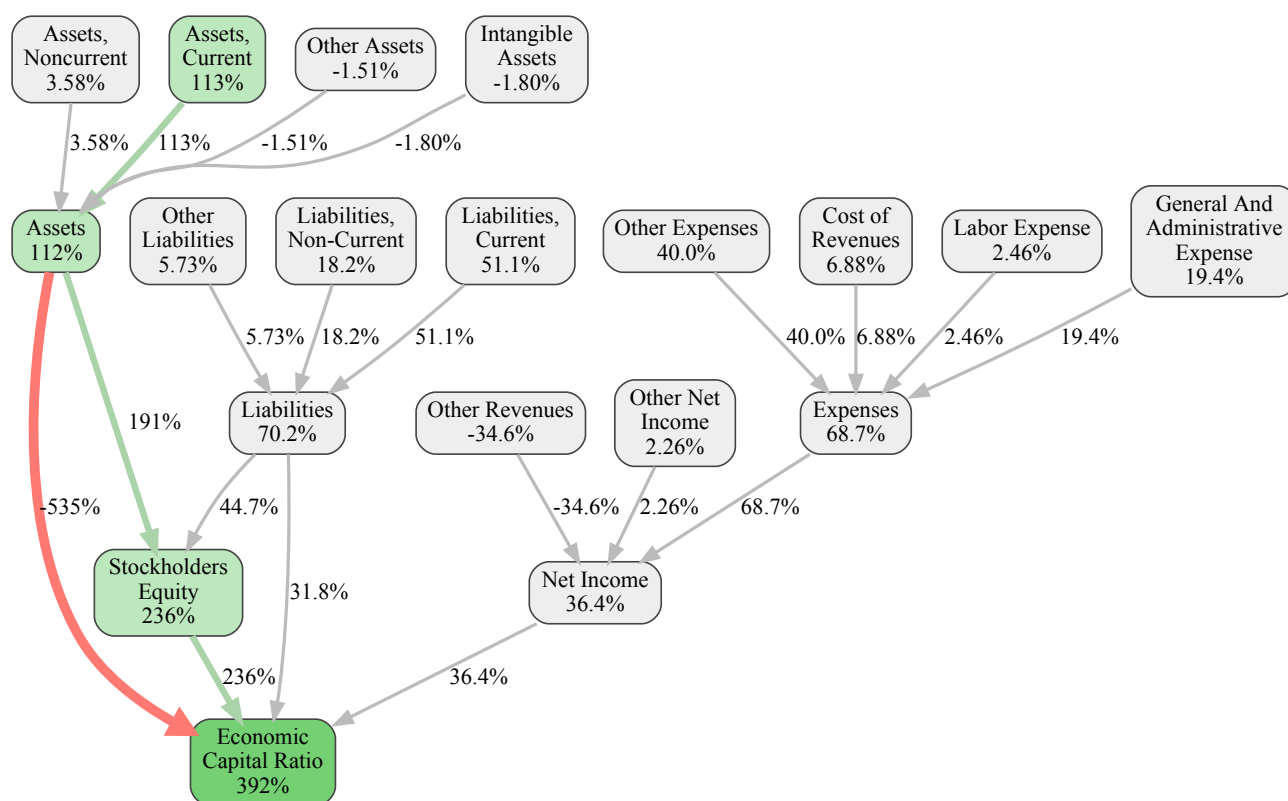 Assets,
Noncurrent
3.58%
Assets,
Current
113%
Other Assets
-1.51%
Intangible
Assets
-1.80%
3.58%
113%
-1.51%
-1.80%
Assets
112%
Other
Liabilities
5.73%
Liabilities,
Non-Current
18.2%
Liabilities,
Current
51.1%
Other Expenses
40.0%
Cost of
Revenues
6.88%
Labor Expense
2.46%
General And
Administrative
Expense
19.4%
5.73%
18.2%
51.1%
40.0%
6.88%
2.46%
19.4%
191%
Liabilities
70.2%
Other Revenues
-34.6%
Other Net
Income
2.26%
Expenses
68.7%
-535%
44.7%
-34.6%
2.26%
68.7%
Stockholders
Equity
236%
31.8%
Net Income
36.4%
236%
36.4%
Economic
Capital Ratio
392%